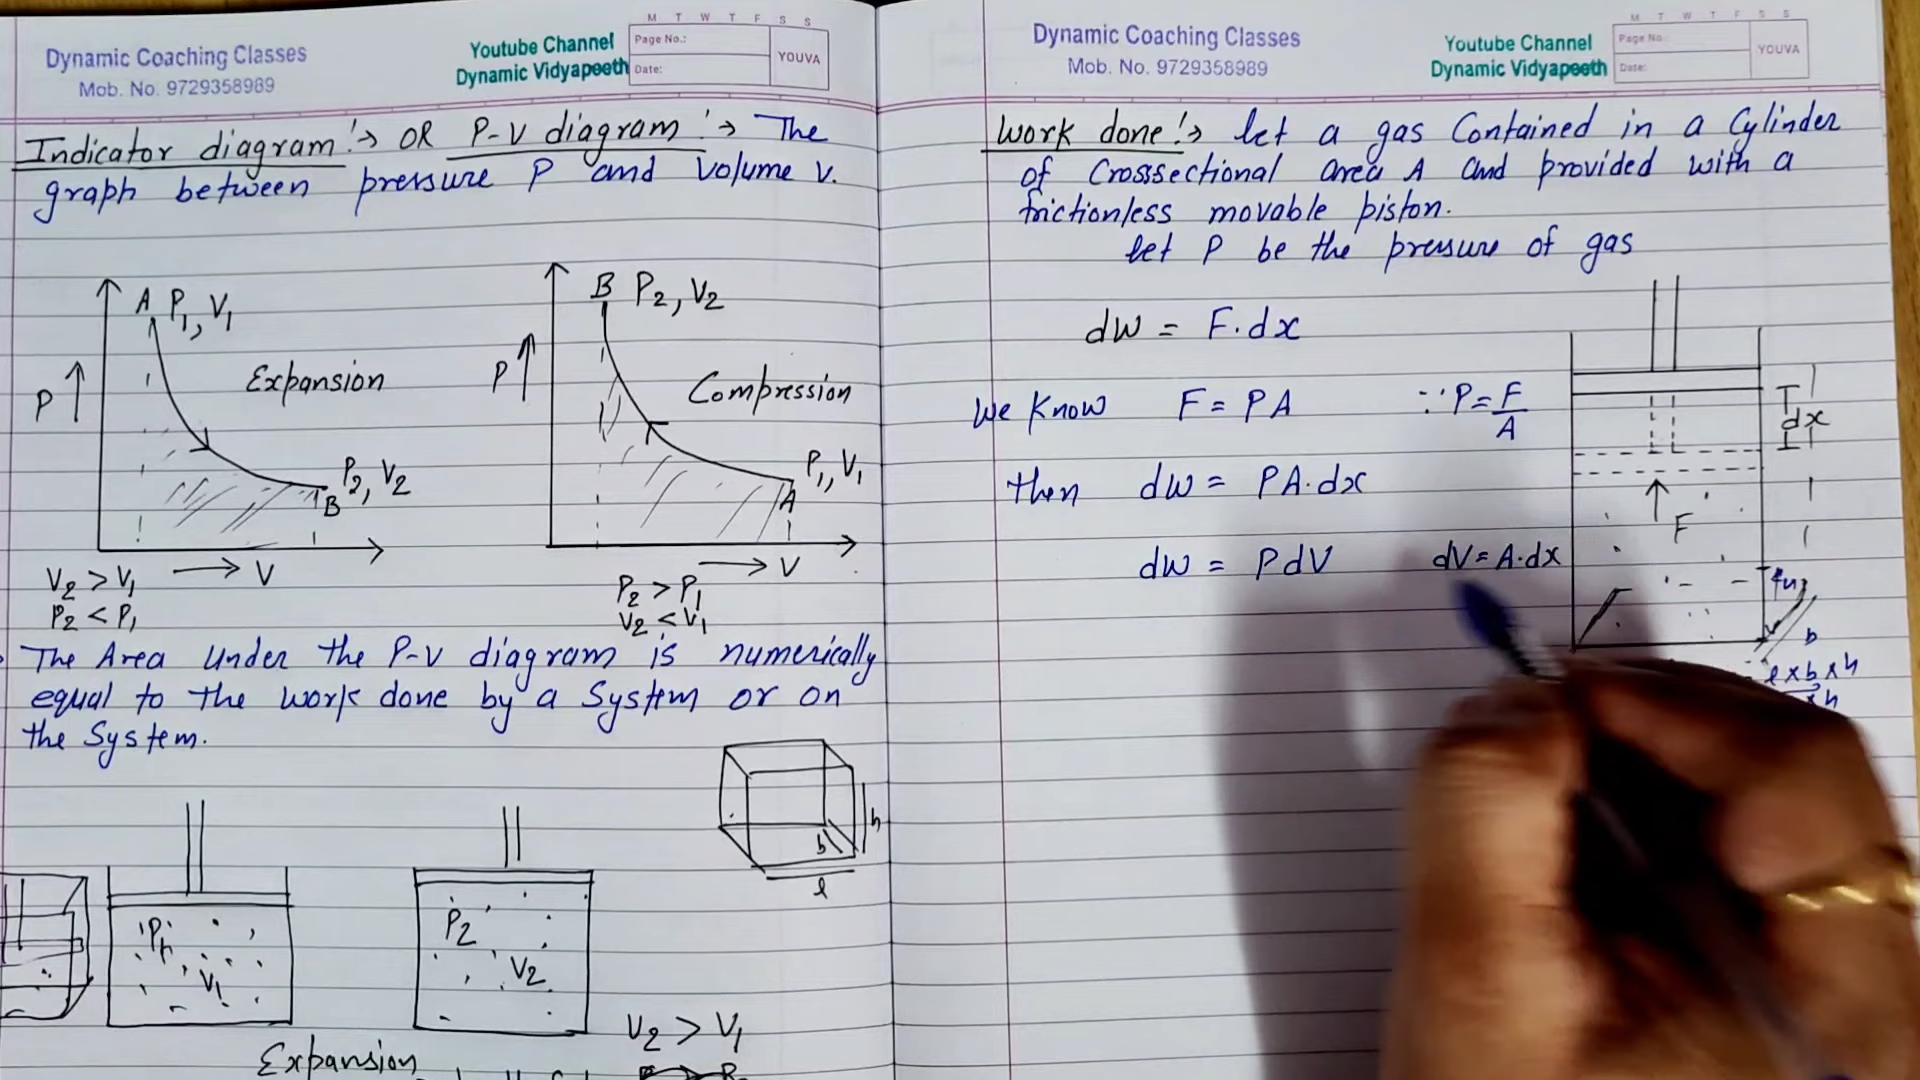 Dynamic Coaching Classes
Mob. No. 9729358989
Youtube Channel
Dynamic Vidyapeeth
M T W T F S S
Page No.:
Date:
YOUVA
Indicator diagram :→ OR P-V diagram :→ The
graph between pressure P and volume V.
A P1, V1
P
Expansion
P2, V2
B
V
V2 > V1
P2 < P1
B P2, V2
P
Compression
P1, V1
A
V
P2 > P1
V2 < V1
The Area Under the P-V diagram is numerically
equal to the work done by a System or on
the System.
h
b
l
V1
P2
V2
V2 > V1
Expansion
Dynamic Coaching Classes
Mob. No. 9729358989
Youtube Channel
Dynamic Vidyapeeth
M T W T F S S
Page No.
Date:
YOUVA
Work done :→ let a gas Contained in a Cylinder
of Crosssectional area A and provided with a
frictionless movable piston.
let P be the pressure of gas
dW = F.dx
We Know F = PA ∵ P = F/A
then dW = PA.dx
dW = PdV dV = A.dx
dx
F
b
l x b x h